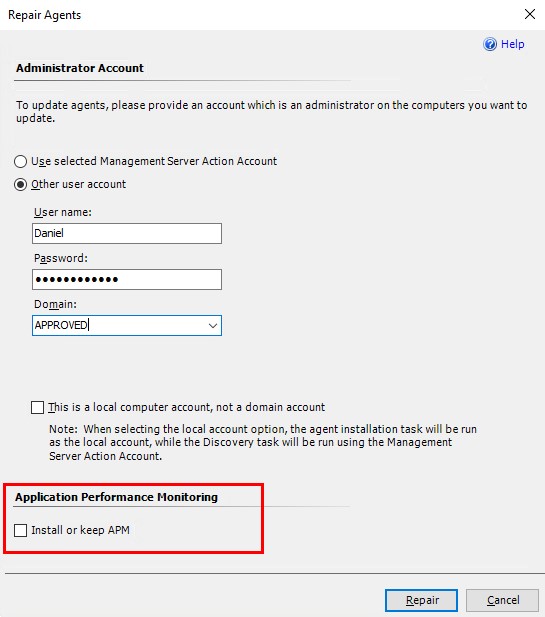 Repair Agents
Help
Administrator Account
To update agents, please provide an account which is an administrator on the computers you want to
update.
Use selected Management Server Action Account
Other user account
User name:
Daniel
Password:
●●●●●●●●●●●●
Domain:
APPROVED
This is a local computer account, not a domain account
Note: When selecting the local account option, the agent installation task will be run
as the local account, while the Discovery task will be run using the Management
Server Action Account.
Application Performance Monitoring
Install or keep APM
Repair
Cancel